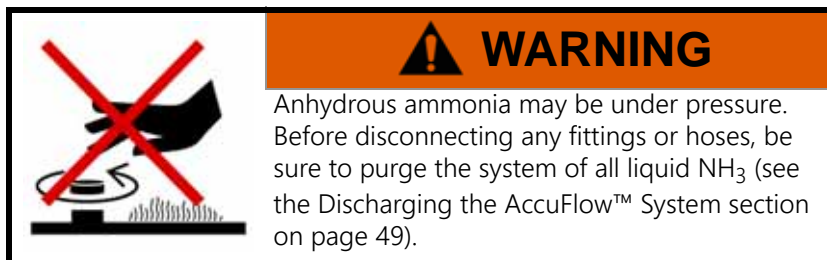 WARNING
Anhydrous ammonia may be under pressure.
Before disconnecting any fittings or hoses, be
sure to purge the system of all liquid NH₃ (see
the Discharging the AccuFlow™ System section
on page 49).